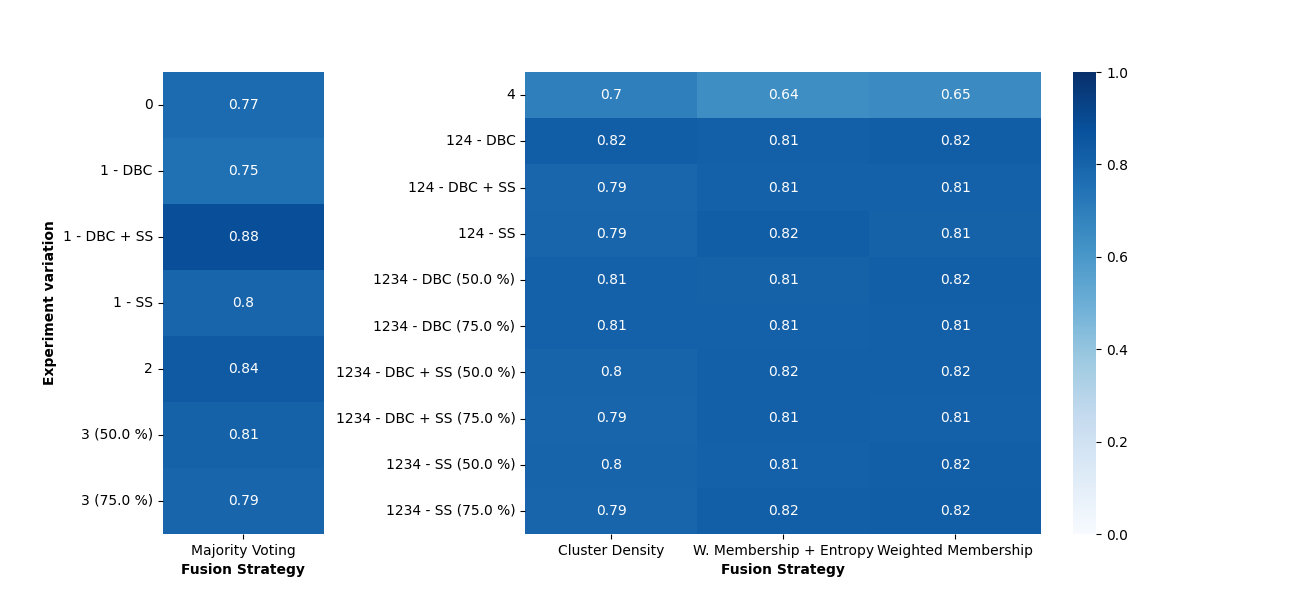 Experiment variation
0
0.77
1 - DBC
0.75
1 - DBC + SS
0.88
1 - SS
0.8
2
0.84
3 (50.0 %)
0.81
3 (75.0 %)
0.79
Majority Voting
Fusion Strategy
4 0.7 0.64 0.65
124 - DBC 0.82 0.81 0.82
124 - DBC + SS 0.79 0.81 0.81
124 - SS 0.79 0.82 0.81
1234 - DBC (50.0 %) 0.81 0.81 0.82
1234 - DBC (75.0 %) 0.81 0.81 0.81
1234 - DBC + SS (50.0 %) 0.8 0.82 0.82
1234 - DBC + SS (75.0 %) 0.79 0.81 0.81
1234 - SS (50.0 %) 0.8 0.81 0.82
1234 - SS (75.0 %) 0.79 0.82 0.82
Cluster Density W. Membership + Entropy Weighted Membership
Fusion Strategy
1.0
0.8
0.6
0.4
0.2
0.0